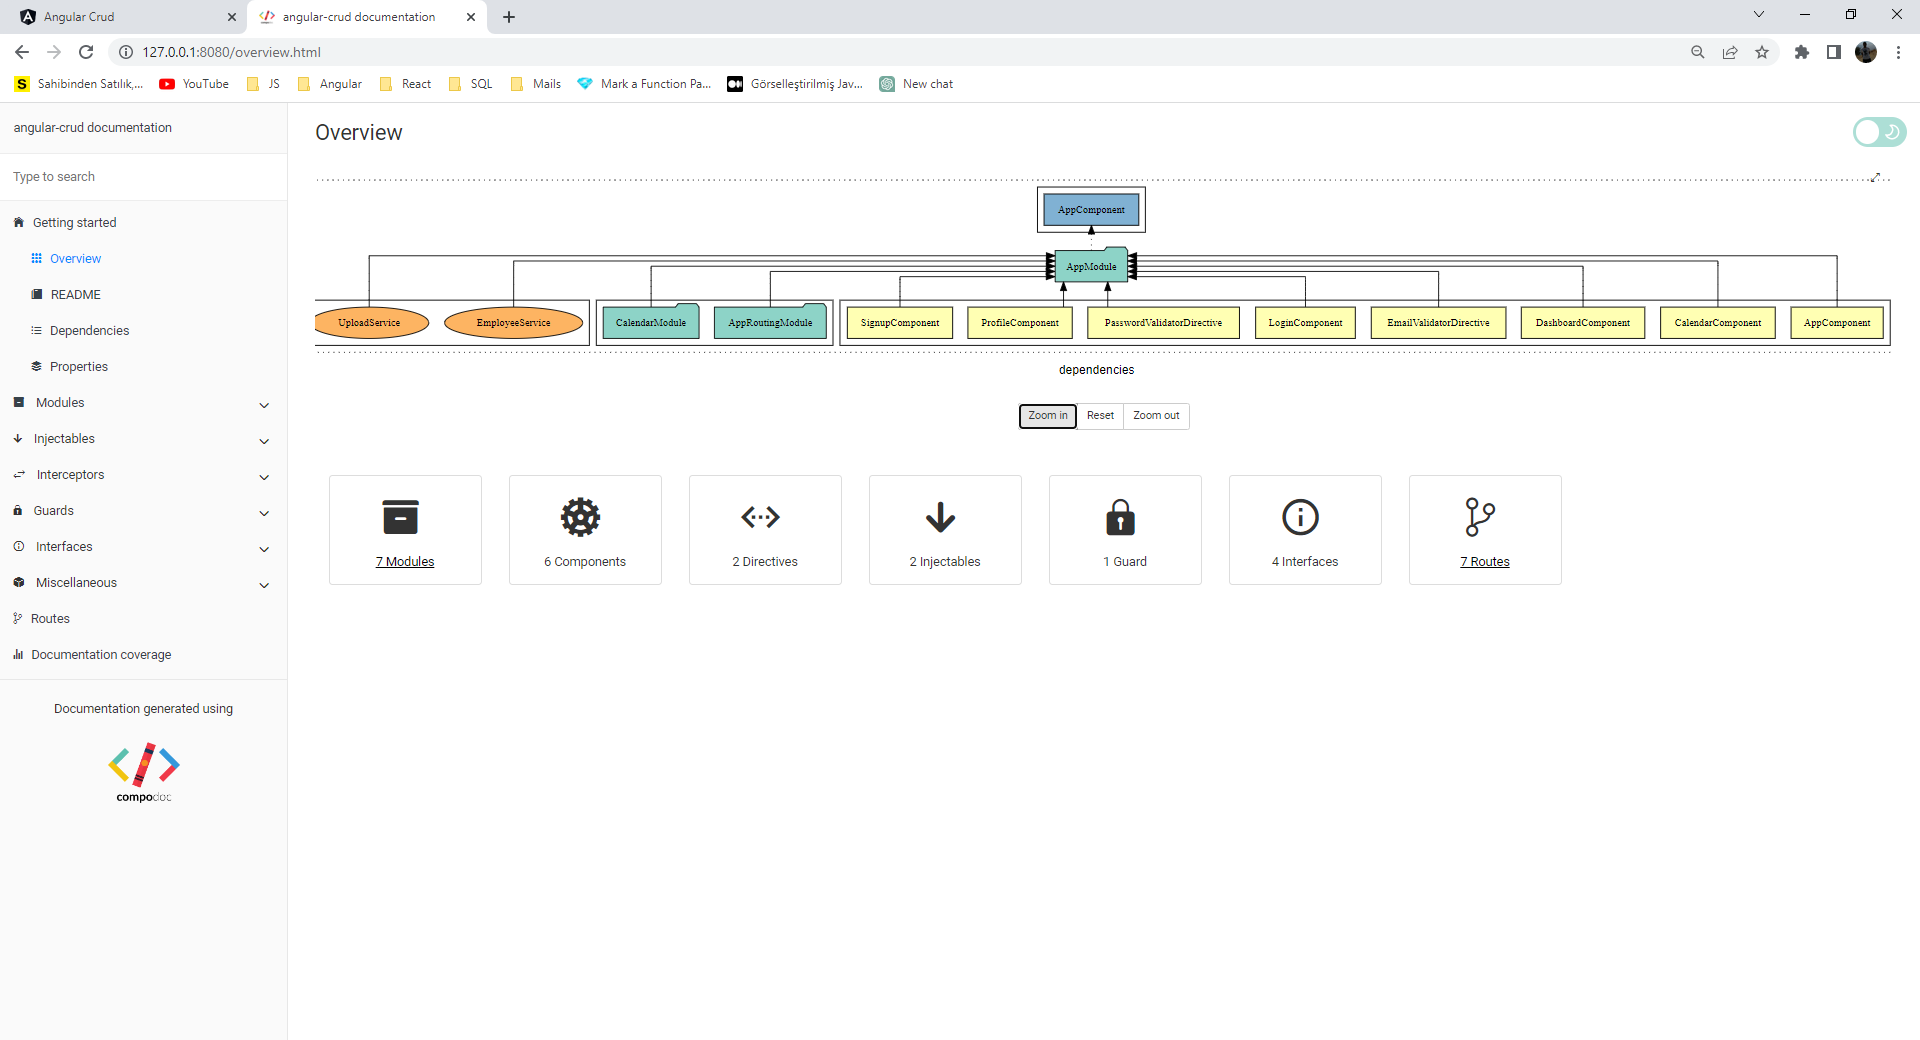 Angular Crud
angular-crud documentation
127.0.0.1:8080/overview.html
S Sahibinden Satılık,...
YouTube
JS
Angular
React
SQL
Mails
Mark a Function Pa...
Görselleştirilmiş Jav...
New chat
angular-crud documentation
Type to search
Getting started
Overview
README
Dependencies
Properties
Modules
Injectables
Interceptors
Guards
Interfaces
Miscellaneous
Routes
Documentation coverage
Documentation generated using
compodoc
Overview
AppComponent
AppModule
UploadService
EmployeeService
CalendarModule
AppRoutingModule
SignupComponent
ProfileComponent
PasswordValidatorDirective
LoginComponent
EmailValidatorDirective
DashboardComponent
CalendarComponent
AppComponent
dependencies
Zoom in
Reset
Zoom out
7 Modules
6 Components
2 Directives
2 Injectables
1 Guard
4 Interfaces
7 Routes